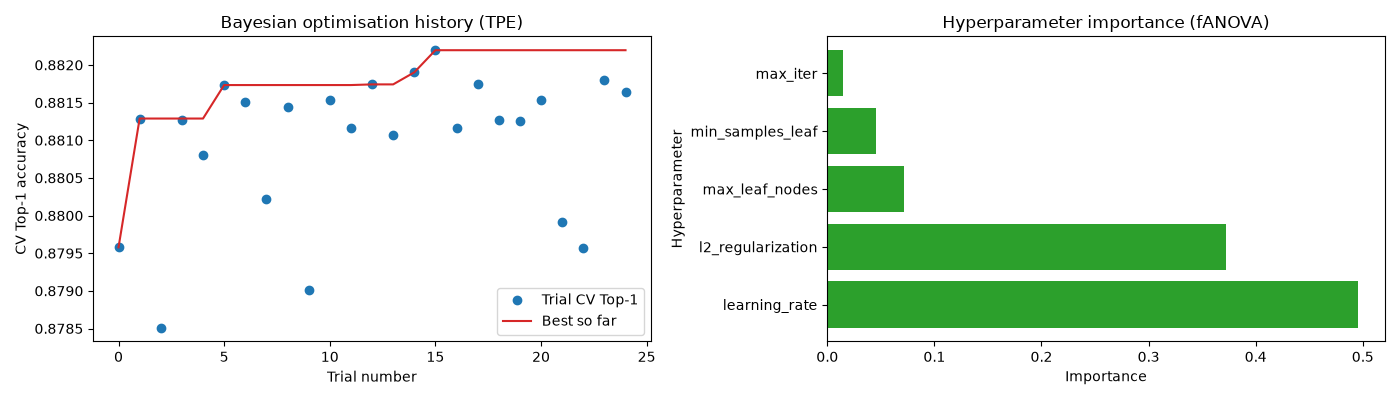 Bayesian optimisation history (TPE)
CV Top-1 accuracy
0.8820
0.8815
0.8810
0.8805
0.8800
0.8795
0.8790
0.8785
Trial CV Top-1
Best so far
0 5 10 15 20 25
Trial number
Hyperparameter importance (fANOVA)
Hyperparameter
max_iter
min_samples_leaf
max_leaf_nodes
l2_regularization
learning_rate
0.0 0.1 0.2 0.3 0.4 0.5
Importance